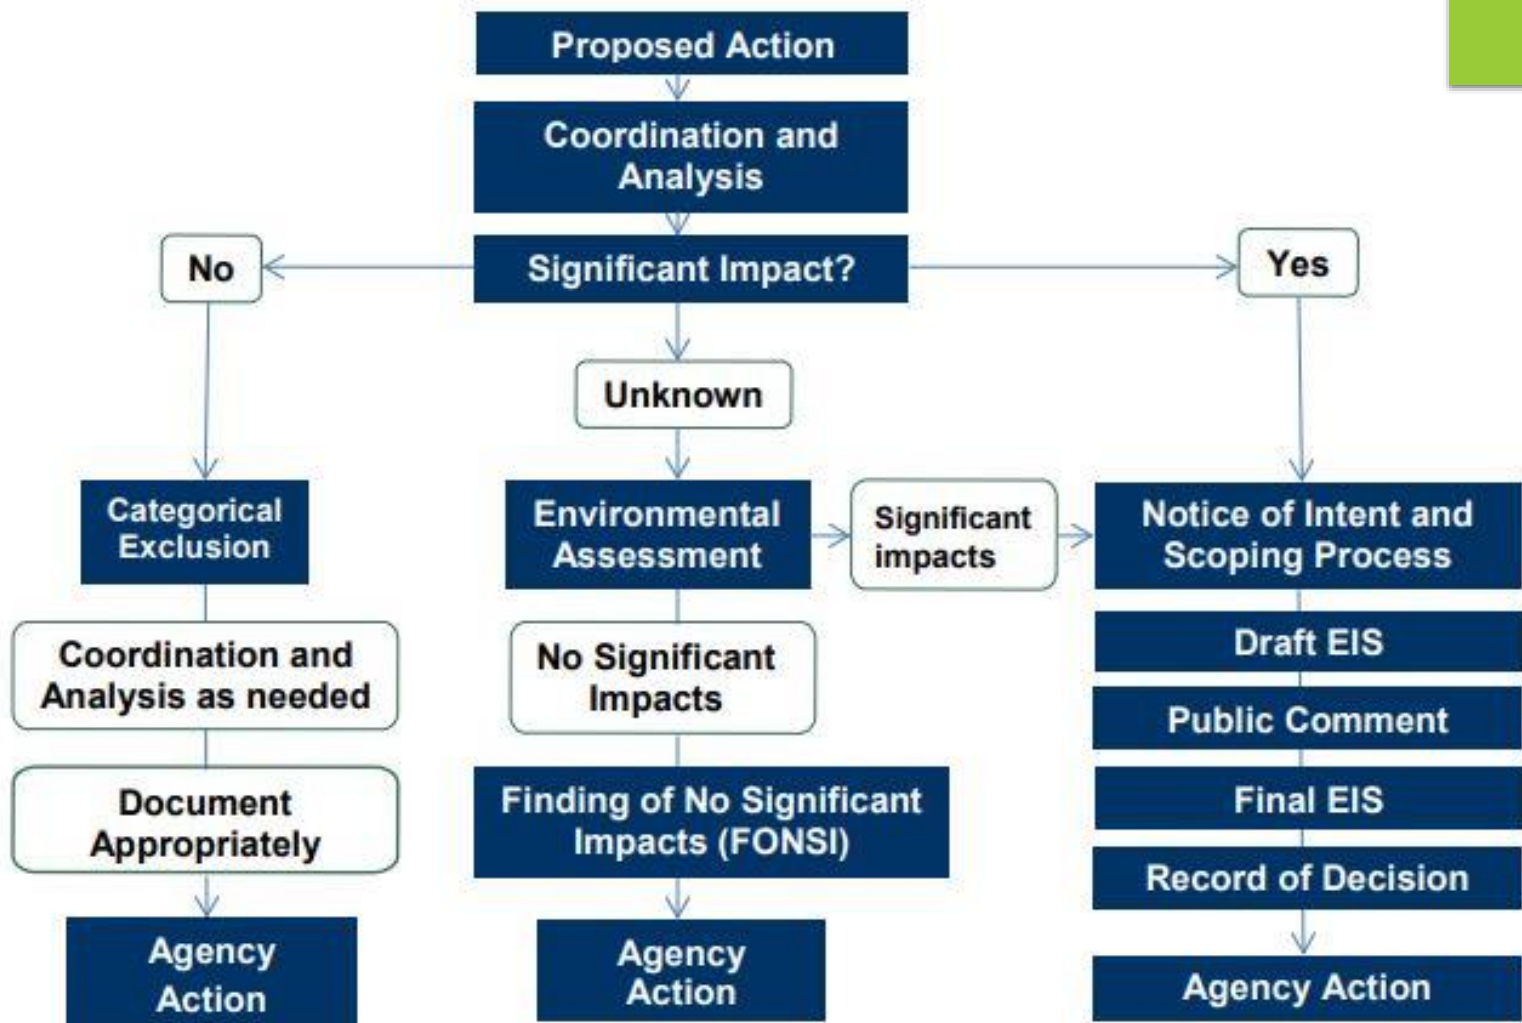 Proposed Action
Coordination and
Analysis
Significant Impact?
No
Yes
Unknown
Categorical
Exclusion
Coordination and
Analysis as needed
Document
Appropriately
Agency
Action
Environmental
Assessment
Significant
impacts
No Significant
Impacts
Finding of No Significant
Impacts (FONSI)
Agency
Action
Notice of Intent and
Scoping Process
Draft EIS
Public Comment
Final EIS
Record of Decision
Agency Action